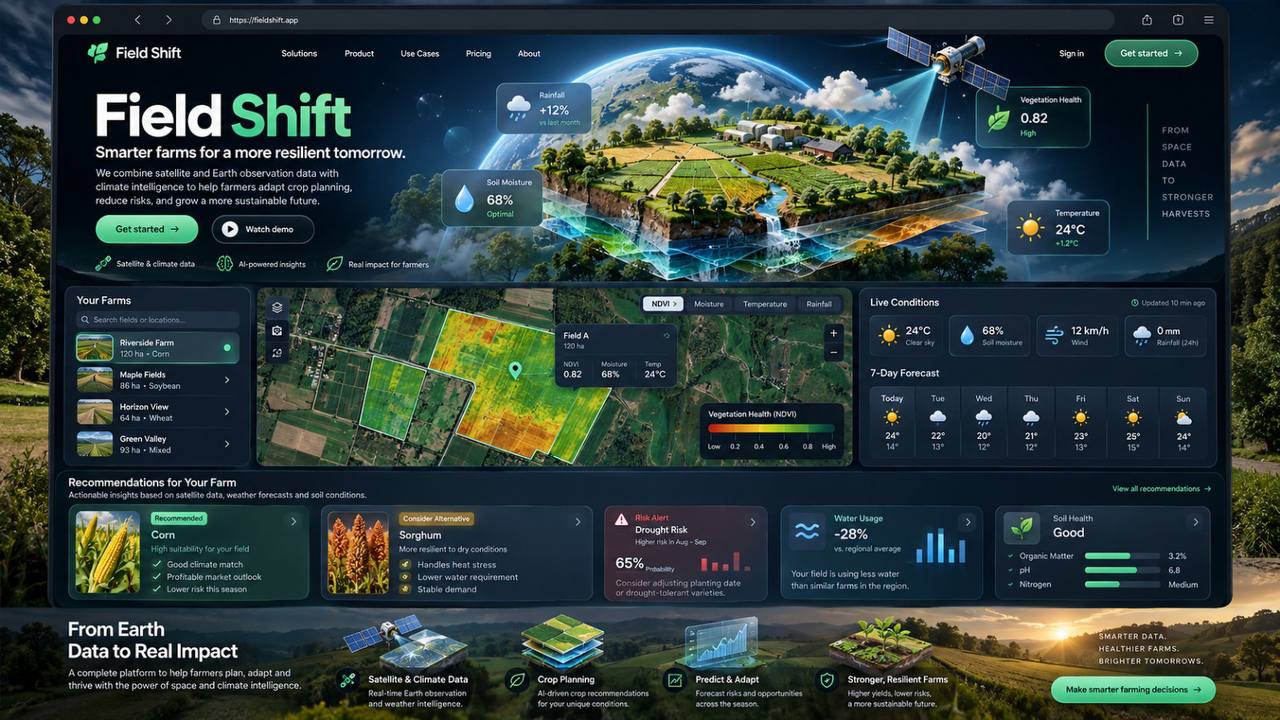 https://fieldshift.app
Field Shift
Solutions
Product
Use Cases
Pricing
About
Sign in
Get started →
Field Shift
Smarter farms for a more resilient tomorrow.
We combine satellite and Earth observation data with
climate intelligence to help farmers adapt crop planning,
reduce risks, and grow a more sustainable future.
Get started →
Watch demo
Satellite & climate data
AI-powered insights
Real impact for farmers
Rainfall
+12%
vs last month
Soil Moisture
68%
Optimal
Vegetation Health
0.82
High
Temperature
24°C
+1.2°C
FROM
SPACE
DATA
TO
STRONGER
HARVESTS
Your Farms
Search fields or locations...
Riverside Farm
120 ha • Corn
Maple Fields
86 ha • Soybean
Horizon View
64 ha • Wheat
Green Valley
93 ha • Mixed
NDVI >
Moisture
Temperature
Rainfall
+
−
Field A
120 ha
NDVI Moisture Temp
0.82 68% 24°C
Vegetation Health (NDVI)
Low 0.2 0.4 0.6 0.8 High
Live Conditions
Updated 10 min ago
24°C
Clear sky
68%
Soil moisture
12 km/h
Wind
0 mm
Rainfall (24h)
7-Day Forecast
Today Tue Wed Thu Fri Sat Sun
24° 22° 20° 21° 23° 25° 24°
14° 13° 12° 12° 13° 15° 14°
Recommendations for Your Farm
Actionable insights based on satellite data, weather forecasts and soil conditions.
View all recommendations →
Recommended
Corn
High suitability for your field
Good climate match
Profitable market outlook
Lower risk this season
Consider Alternative
Sorghum
More resilient to dry conditions
Handles heat stress
Lower water requirement
Stable demand
Risk Alert
Drought Risk
Higher risk in Aug – Sep
65% Probability
Consider adjusting planting date
or drought-tolerant varieties.
Water Usage
-28%
vs. regional average
Your field is using less water
than similar farms in the region.
Soil Health
Good
Organic Matter 3.2%
pH 6.8
Nitrogen Medium
From Earth
Data to Real Impact
A complete platform to help farmers plan, adapt and
thrive with the power of space and climate intelligence.
Satellite & Climate Data
Real-time Earth observation
and weather intelligence.
Crop Planning
AI-driven crop recommendations
for your unique conditions.
Predict & Adapt
Forecast risks and opportunities
across the season.
Stronger, Resilient Farms
Higher yields, lower risks,
a more sustainable future.
SMARTER DATA.
HEALTHIER FARMS.
BRIGHTER TOMORROWS.
Make smarter farming decisions →